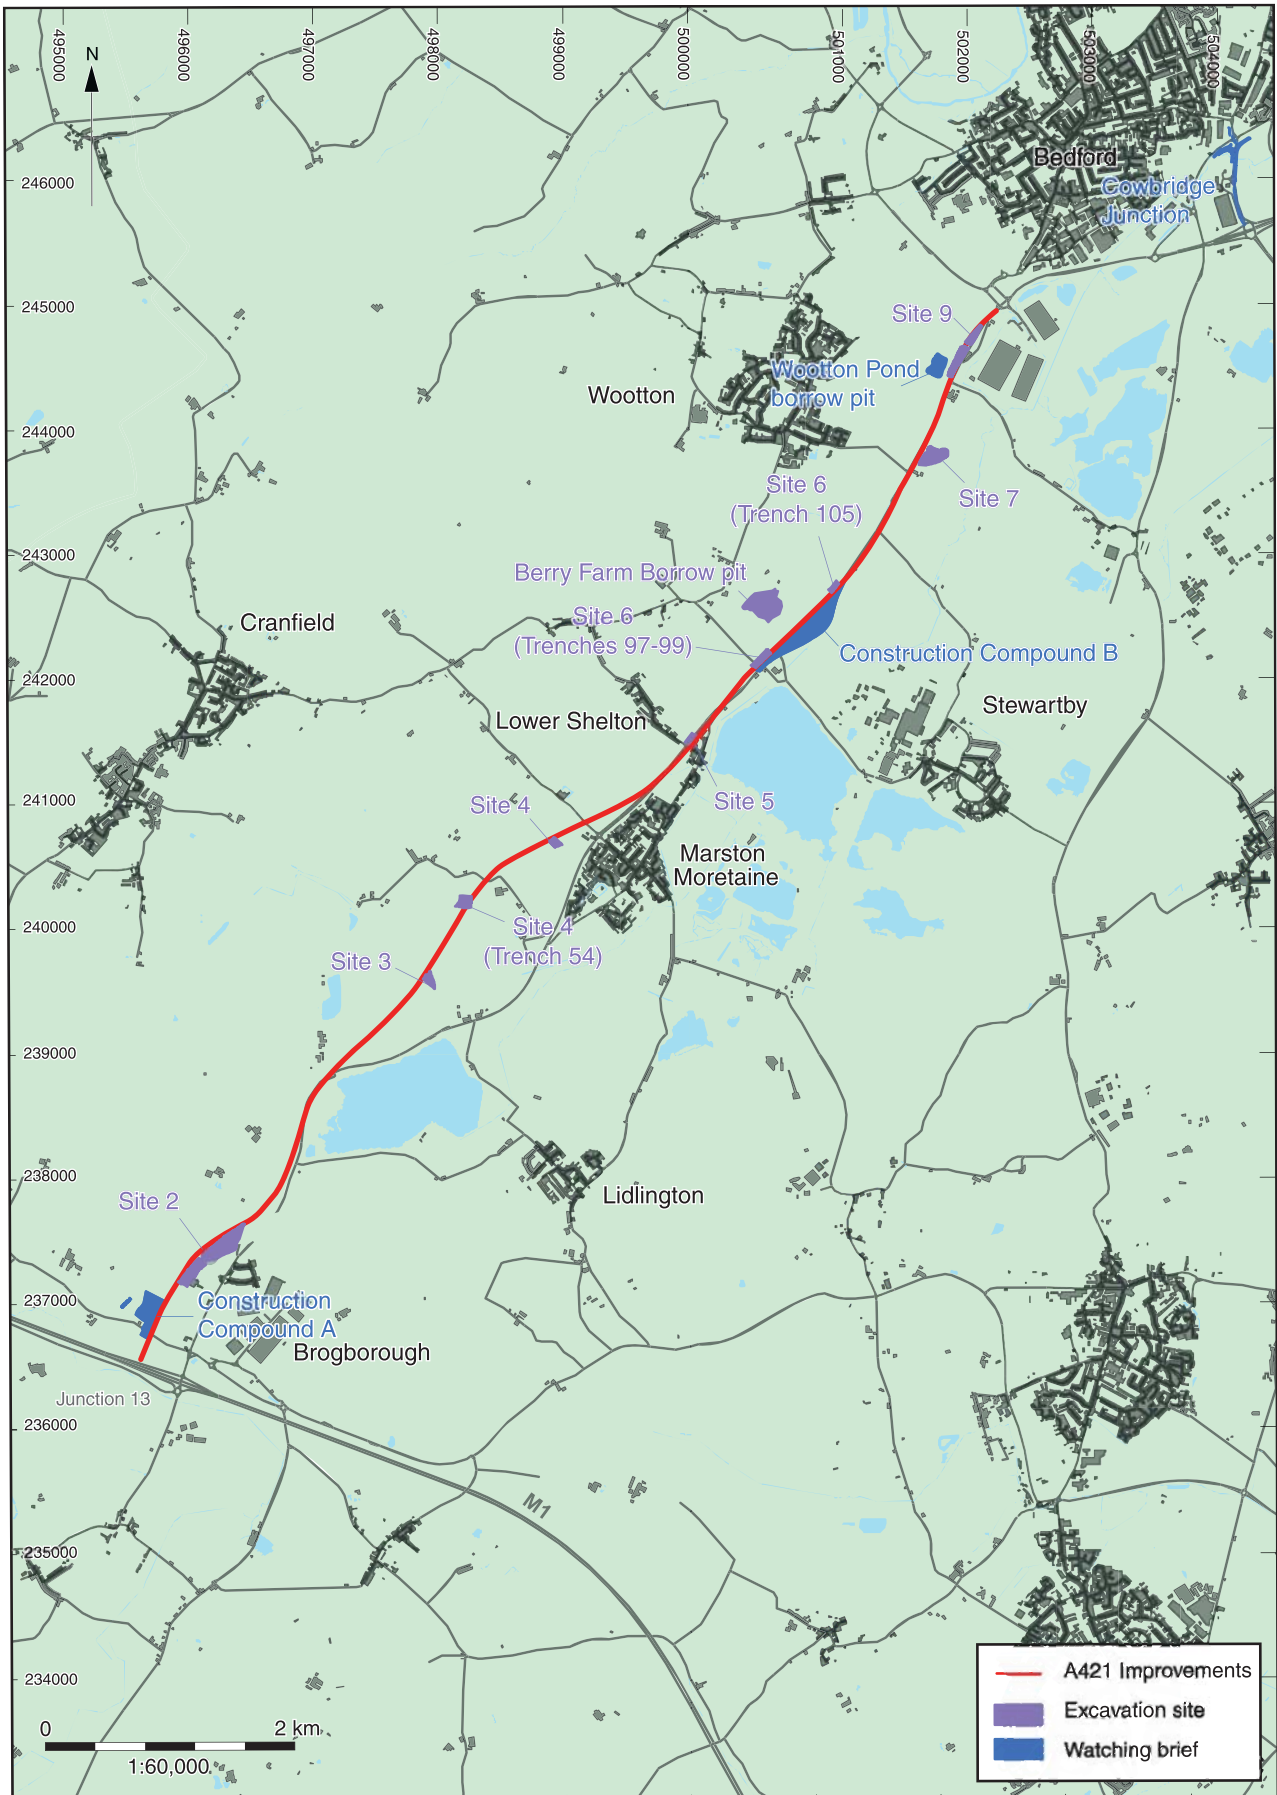 495000
496000
497000
498000
499000
500000
501000
502000
503000
504000
N
Bedford
246000
Cowbridge
Junction
245000
Site 9
Wootton Pond
borrow pit
Wootton
244000
Site 6
(Trench 105)
Site 7
243000
Berry Farm Borrow pit
Cranfield
Site 6
(Trenches 97-99)
Construction Compound B
242000
Stewartby
Lower Shelton
241000
Site 4
Site 5
Marston
Moretaine
240000
Site 4
(Trench 54)
Site 3
239000
238000
Site 2
Lidlington
237000
Construction
Compound A
Brogborough
Junction 13
236000
M1
235000
234000
0
2 km
1:60,000
A421 Improvements
Excavation site
Watching brief